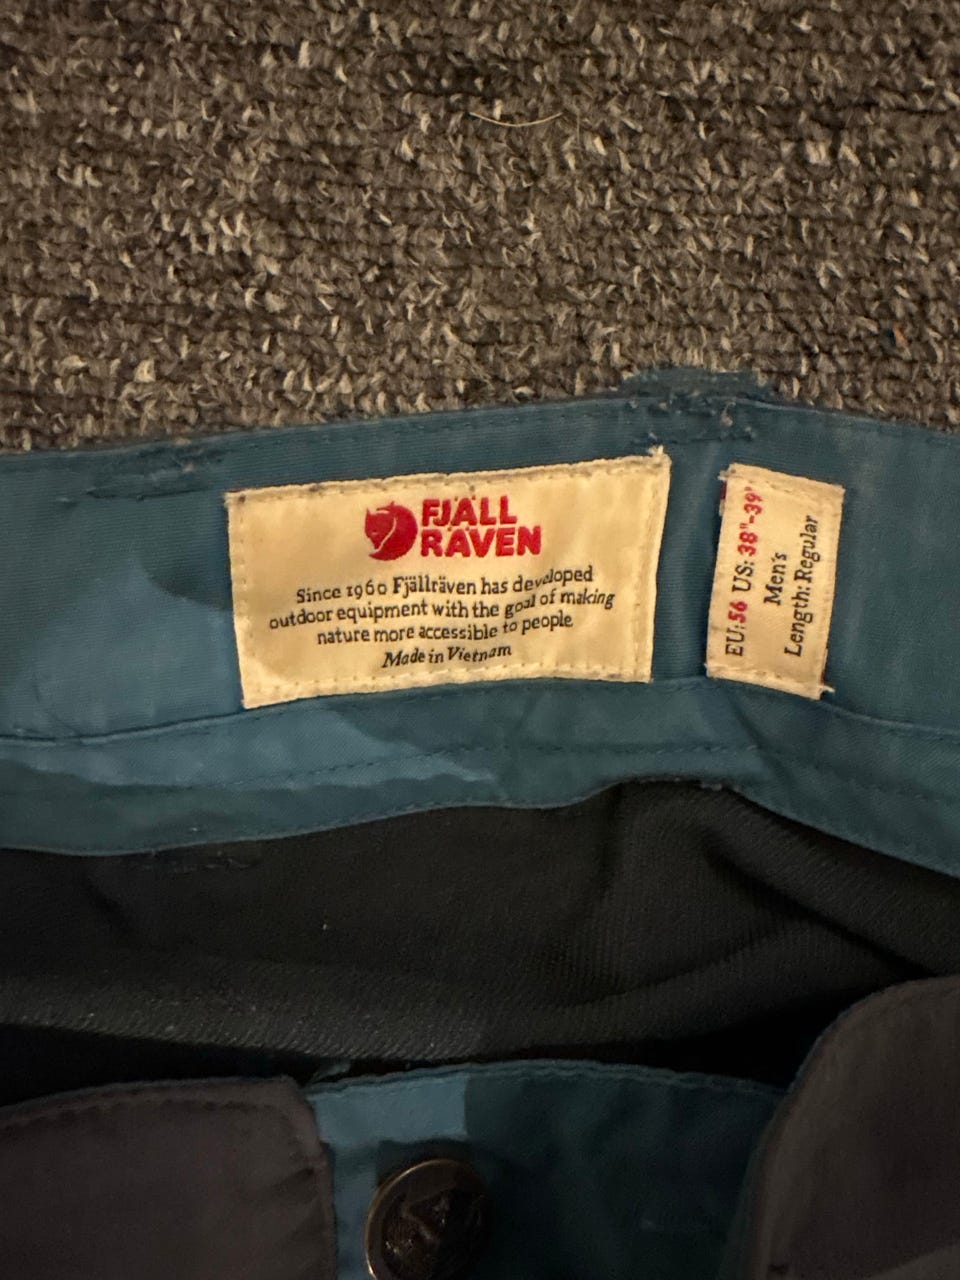 FJÄLL
RÄVEN
Since 1960 Fjällräven has developed
outdoor equipment with the goal of making
nature more accessible to people
Made in Vietnam
EU:56 US:38"-39"
Men's
Length: Regular